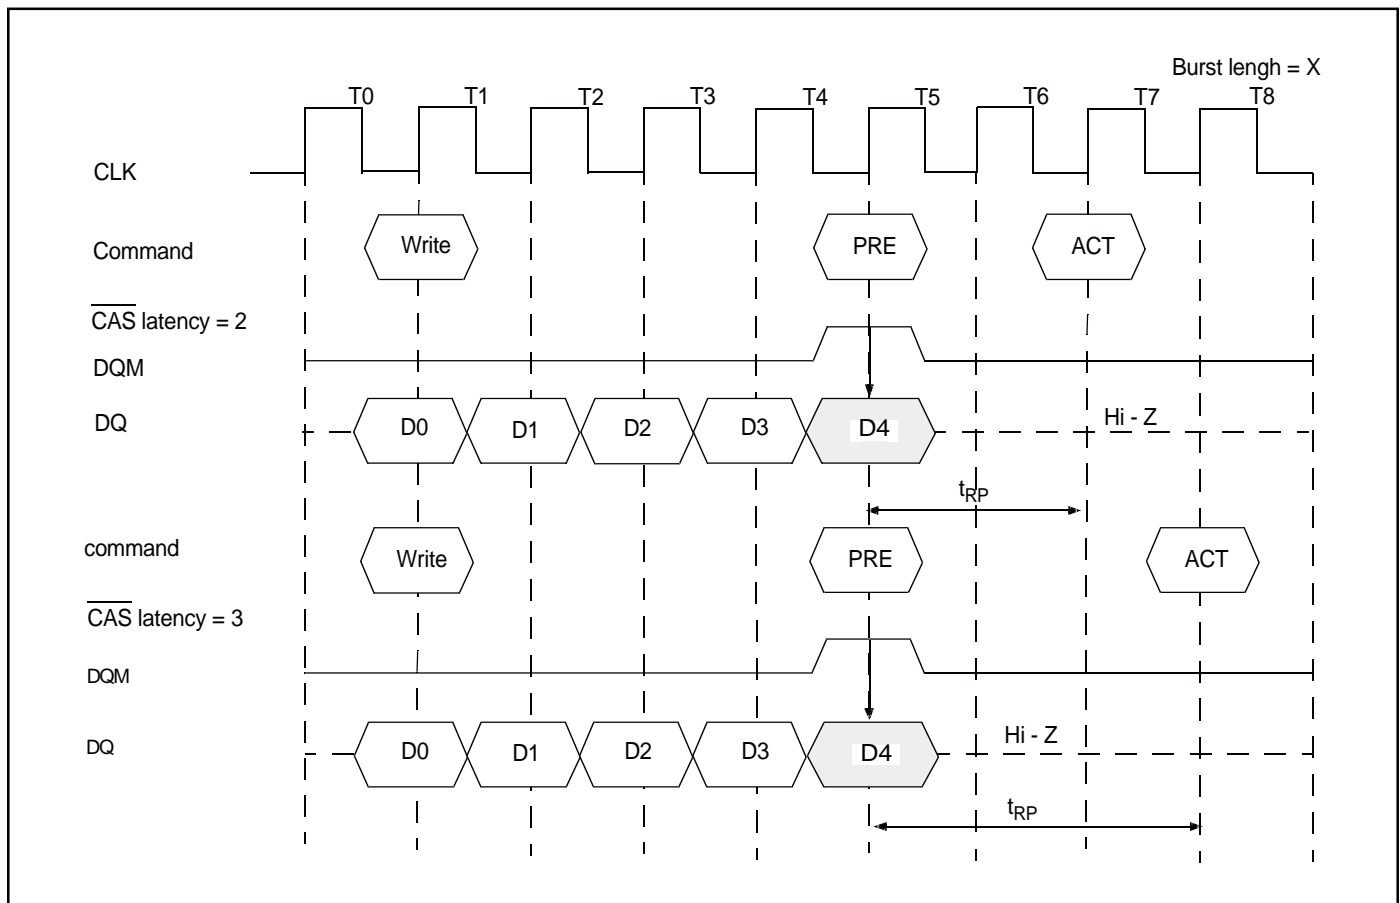 Burst lengh = X
T0 T1 T2 T3 T4 T5 T6 T7 T8
CLK
Command Write PRE ACT
CAS latency = 2
DQM
DQ D0 D1 D2 D3 D4 Hi - Z
tRP
command Write PRE ACT
CAS latency = 3
DQM
DQ D0 D1 D2 D3 D4 Hi - Z
tRP